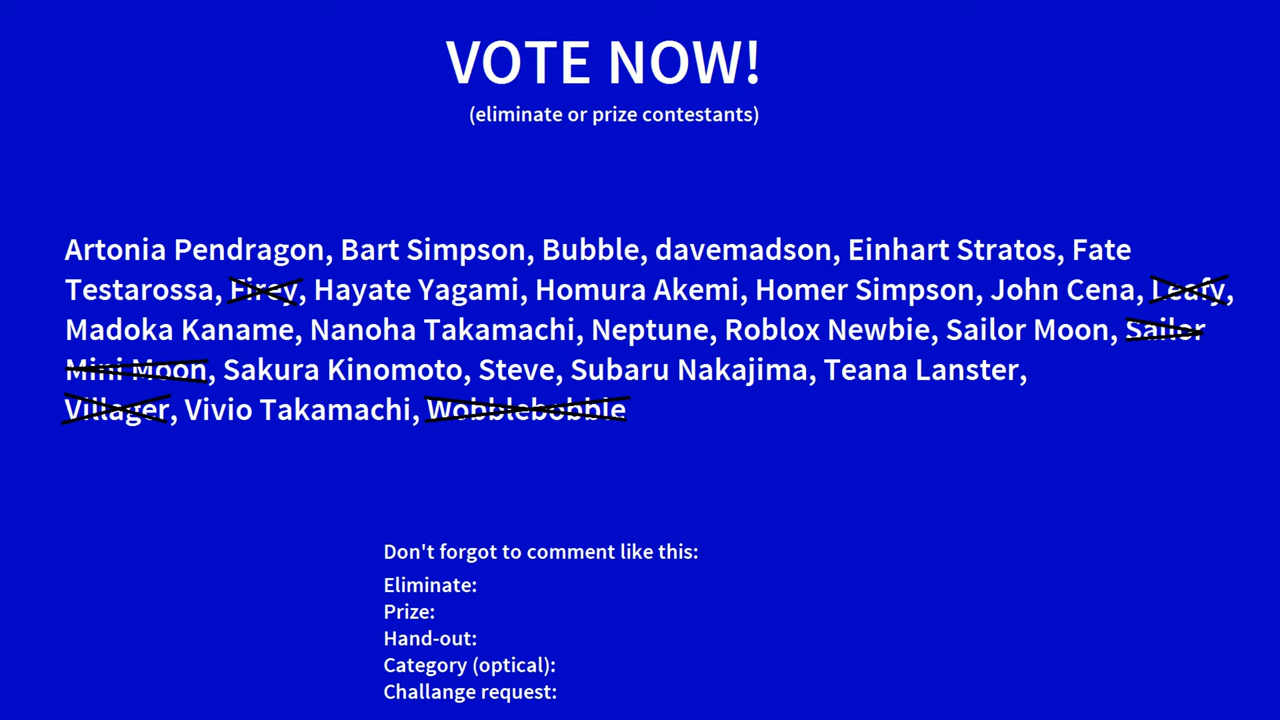 VOTE NOW!
(eliminate or prize contestants)
Artonia Pendragon, Bart Simpson, Bubble, davemadson, Einhart Stratos, Fate
Testarossa, Firey, Hayate Yagami, Homura Akemi, Homer Simpson, John Cena, Leafy,
Madoka Kaname, Nanoha Takamachi, Neptune, Roblox Newbie, Sailor Moon, Sailor
Mini Moon, Sakura Kinomoto, Steve, Subaru Nakajima, Teana Lanster,
Villager, Vivio Takamachi, Wobblebobble
Don't forgot to comment like this:
Eliminate:
Prize:
Hand-out:
Category (optical):
Challange request: